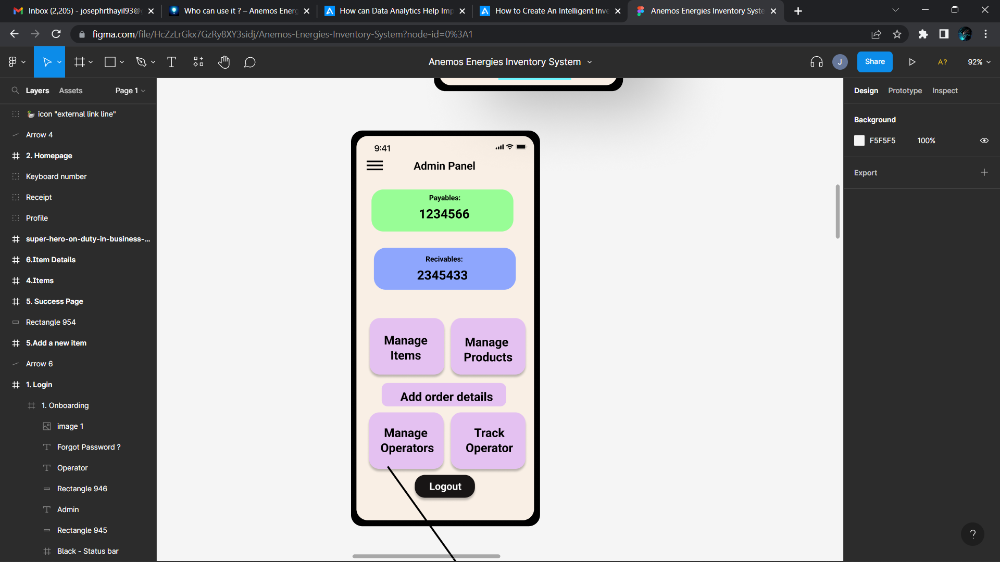 Inbox (2,205) - josephrthayil93@
Who can use it ? – Anemos Energ
How can Data Analytics Help Imp
How to Create An Intelligent Inve
Anemos Energies Inventory Syste
figma.com/file/HcZzLrGkx7GzRy8XY3sidj/Anemos-Energies-Inventory-System?node-id=0%3A1
Anemos Energies Inventory System
J
Share
A?
92%
Layers
Assets
Page 1
icon "external link line"
Arrow 4
2. Homepage
Keyboard number
Receipt
Profile
super-hero-on-duty-in-business-...
6.Item Details
4.Items
5. Success Page
Rectangle 954
5.Add a new item
Arrow 6
1. Login
1. Onboarding
image 1
Forgot Password ?
Operator
Rectangle 946
Admin
Rectangle 945
Black - Status bar
9:41
Admin Panel
Payables:
1234566
Recivables:
2345433
Manage
Items
Manage
Products
Add order details
Manage
Operators
Track
Operator
Logout
Design
Prototype
Inspect
Background
F5F5F5
100%
Export
?